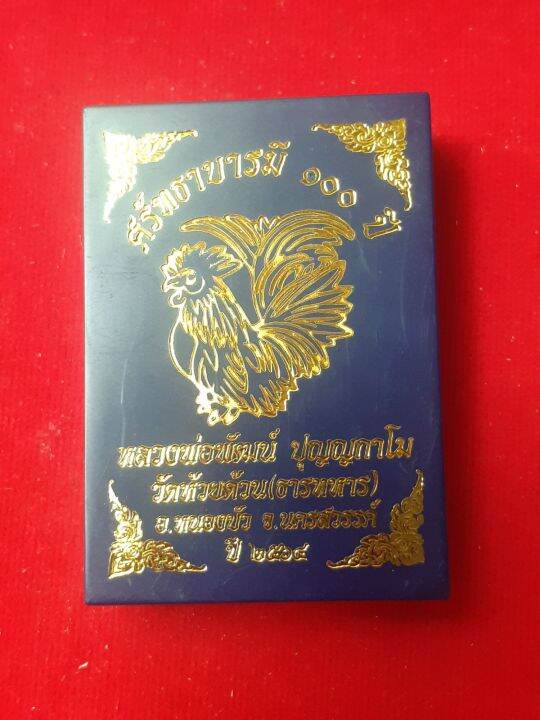 ศรัทธาบารมี ๑๐๐ ปี
หลวงพ่อพัฒน์ ปุญญกาโม
วัดห้วยด้วน(ธารทหาร)
อ.หนองบัว จ.นครสวรรค์
ปี ๒๕๖๔